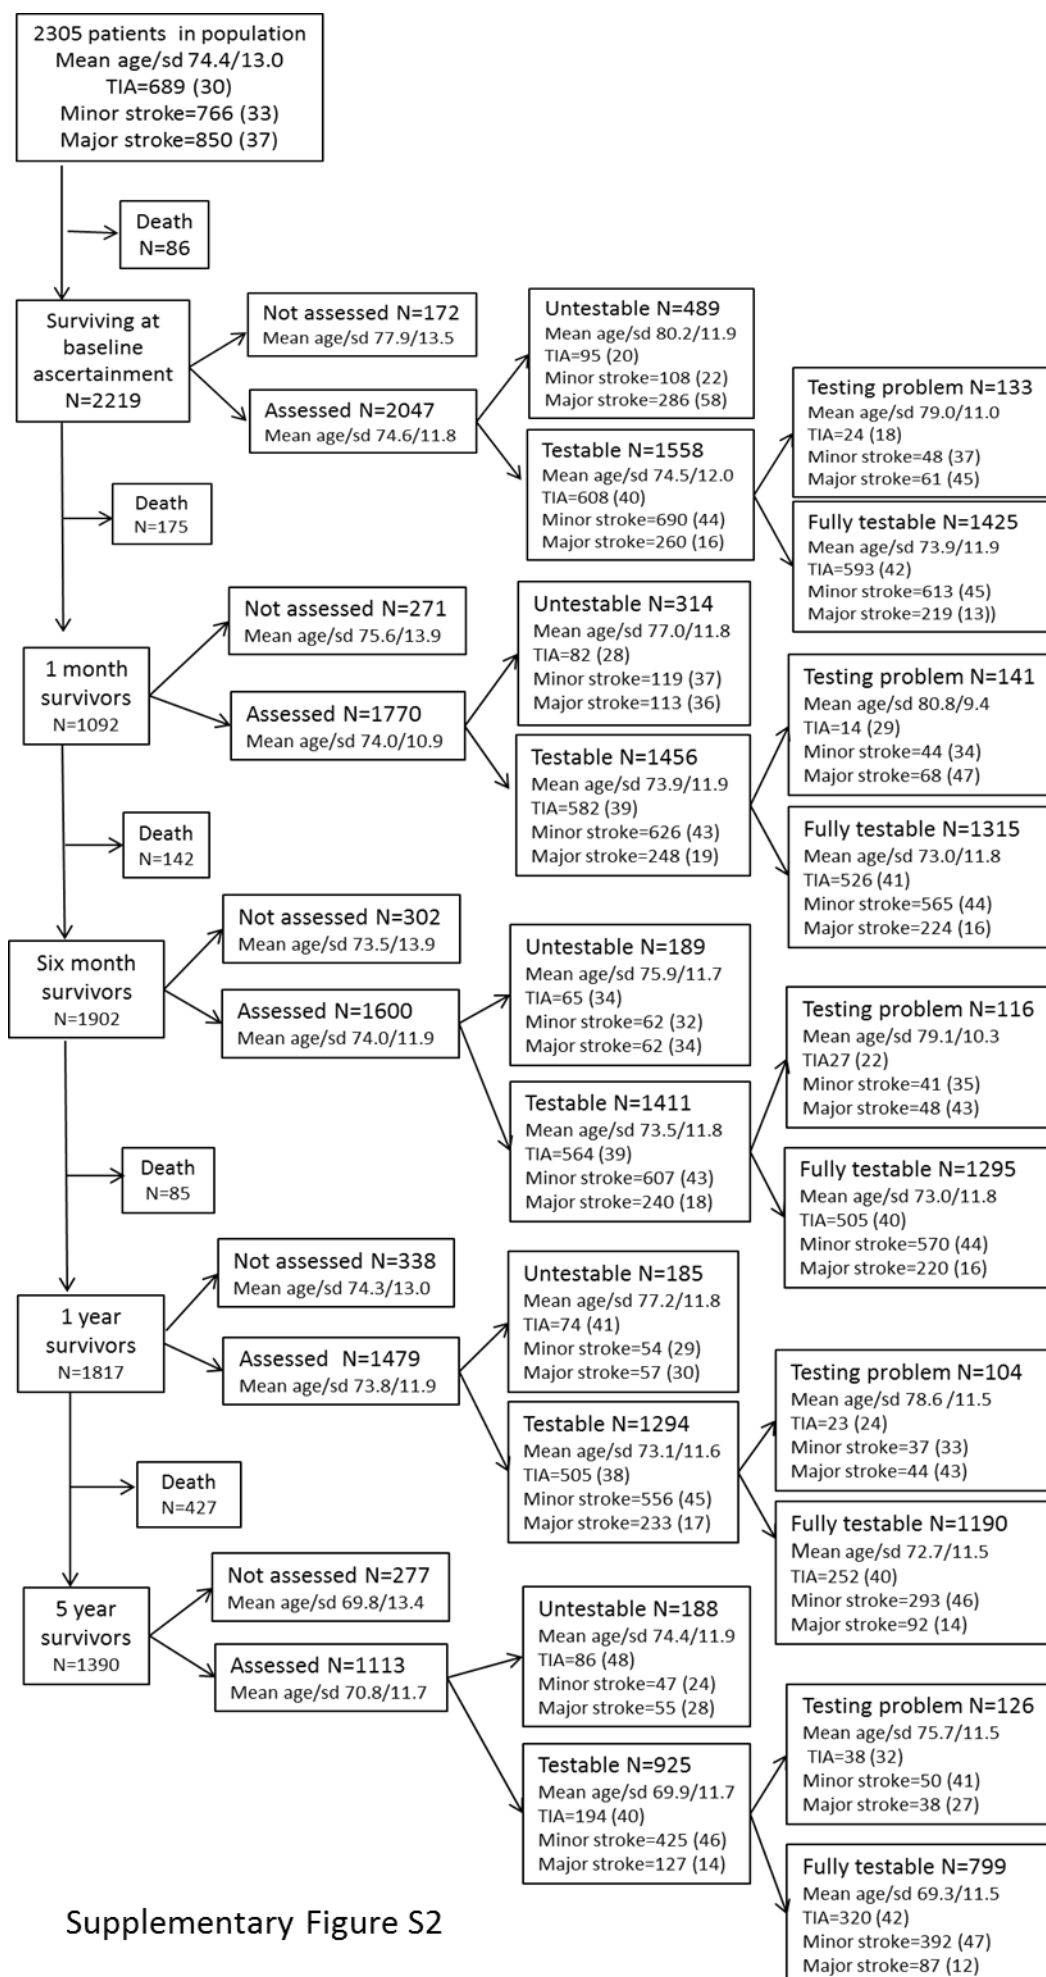 2305 patients in population
Mean age/sd 74.4/13.0
TIA=689 (30)
Minor stroke=766 (33)
Major stroke=850 (37)
Death
N=86
Surviving at
baseline
ascertainment
N=2219
Not assessed N=172
Mean age/sd 77.9/13.5
Assessed N=2047
Mean age/sd 74.6/11.8
Untestable N=489
Mean age/sd 80.2/11.9
TIA=95 (20)
Minor stroke=108 (22)
Major stroke=286 (58)
Testable N=1558
Mean age/sd 74.5/12.0
TIA=608 (40)
Minor stroke=690 (44)
Major stroke=260 (16)
Testing problem N=133
Mean age/sd 79.0/11.0
TIA=24 (18)
Minor stroke=48 (37)
Major stroke=61 (45)
Fully testable N=1425
Mean age/sd 73.9/11.9
TIA=593 (42)
Minor stroke=613 (45)
Major stroke=219 (13))
Death
N=175
1 month
survivors
N=1092
Not assessed N=271
Mean age/sd 75.6/13.9
Assessed N=1770
Mean age/sd 74.0/10.9
Untestable N=314
Mean age/sd 77.0/11.8
TIA=82 (28)
Minor stroke=119 (37)
Major stroke=113 (36)
Testable N=1456
Mean age/sd 73.9/11.9
TIA=582 (39)
Minor stroke=626 (43)
Major stroke=248 (19)
Testing problem N=141
Mean age/sd 80.8/9.4
TIA=14 (29)
Minor stroke=44 (34)
Major stroke=68 (47)
Fully testable N=1315
Mean age/sd 73.0/11.8
TIA=526 (41)
Minor stroke=565 (44)
Major stroke=224 (16)
Death
N=142
Six month
survivors
N=1902
Not assessed N=302
Mean age/sd 73.5/13.9
Assessed N=1600
Mean age/sd 74.0/11.9
Untestable N=189
Mean age/sd 75.9/11.7
TIA=65 (34)
Minor stroke=62 (32)
Major stroke=62 (34)
Testable N=1411
Mean age/sd 73.5/11.8
TIA=564 (39)
Minor stroke=607 (43)
Major stroke=240 (18)
Testing problem N=116
Mean age/sd 79.1/10.3
TIA27 (22)
Minor stroke=41 (35)
Major stroke=48 (43)
Fully testable N=1295
Mean age/sd 73.0/11.8
TIA=505 (40)
Minor stroke=570 (44)
Major stroke=220 (16)
Death
N=85
1 year
survivors
N=1817
Not assessed N=338
Mean age/sd 74.3/13.0
Assessed N=1479
Mean age/sd 73.8/11.9
Untestable N=185
Mean age/sd 77.2/11.8
TIA=74 (41)
Minor stroke=54 (29)
Major stroke=57 (30)
Testable N=1294
Mean age/sd 73.1/11.6
TIA=505 (38)
Minor stroke=556 (45)
Major stroke=233 (17)
Testing problem N=104
Mean age/sd 78.6 /11.5
TIA=23 (24)
Minor stroke=37 (33)
Major stroke=44 (43)
Fully testable N=1190
Mean age/sd 72.7/11.5
TIA=252 (40)
Minor stroke=293 (46)
Major stroke=92 (14)
Death
N=427
5 year
survivors
N=1390
Not assessed N=277
Mean age/sd 69.8/13.4
Assessed N=1113
Mean age/sd 70.8/11.7
Untestable N=188
Mean age/sd 74.4/11.9
TIA=86 (48)
Minor stroke=47 (24)
Major stroke=55 (28)
Testable N=925
Mean age/sd 69.9/11.7
TIA=194 (40)
Minor stroke=425 (46)
Major stroke=127 (14)
Testing problem N=126
Mean age/sd 75.7/11.5
TIA=38 (32)
Minor stroke=50 (41)
Major stroke=38 (27)
Fully testable N=799
Mean age/sd 69.3/11.5
TIA=320 (42)
Minor stroke=392 (47)
Major stroke=87 (12)
Supplementary Figure S2